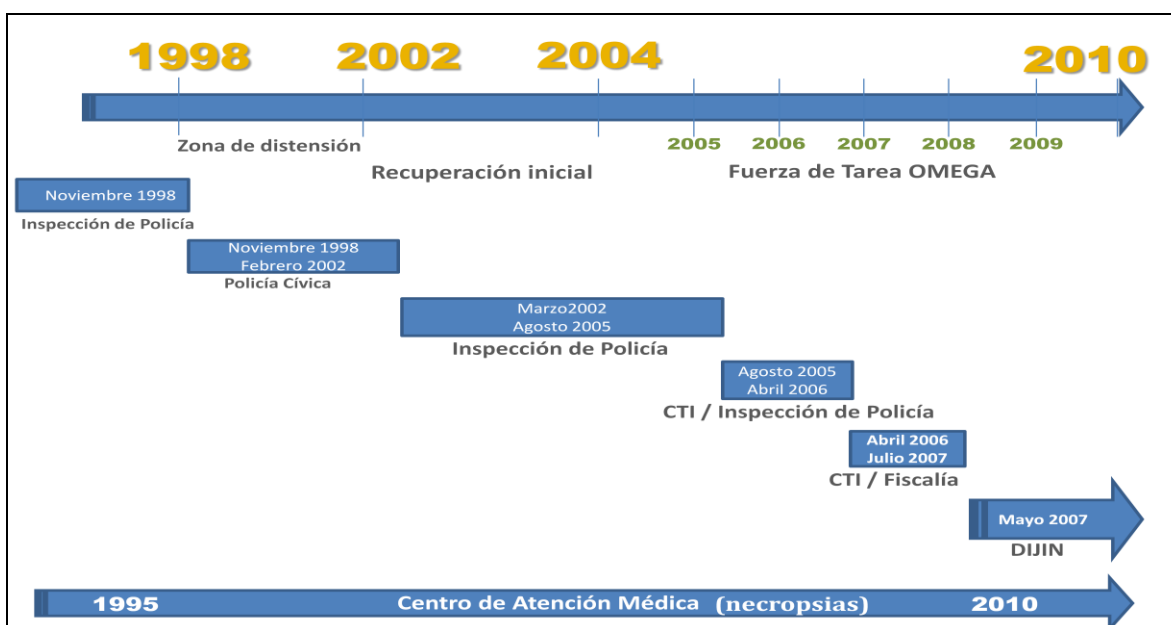 1998 2002 2004 2010
Zona de distensión
2005 2006 2007 2008 2009
Recuperación inicial
Fuerza de Tarea OMEGA
Noviembre 1998
Inspección de Policía
Noviembre 1998
Febrero 2002
Policía Cívica
Marzo2002
Agosto 2005
Inspección de Policía
Agosto 2005
Abril 2006
CTI / Inspección de Policía
Abril 2006
Julio 2007
CTI / Fiscalía
Mayo 2007
DIJIN
1995 Centro de Atención Médica (necropsias) 2010